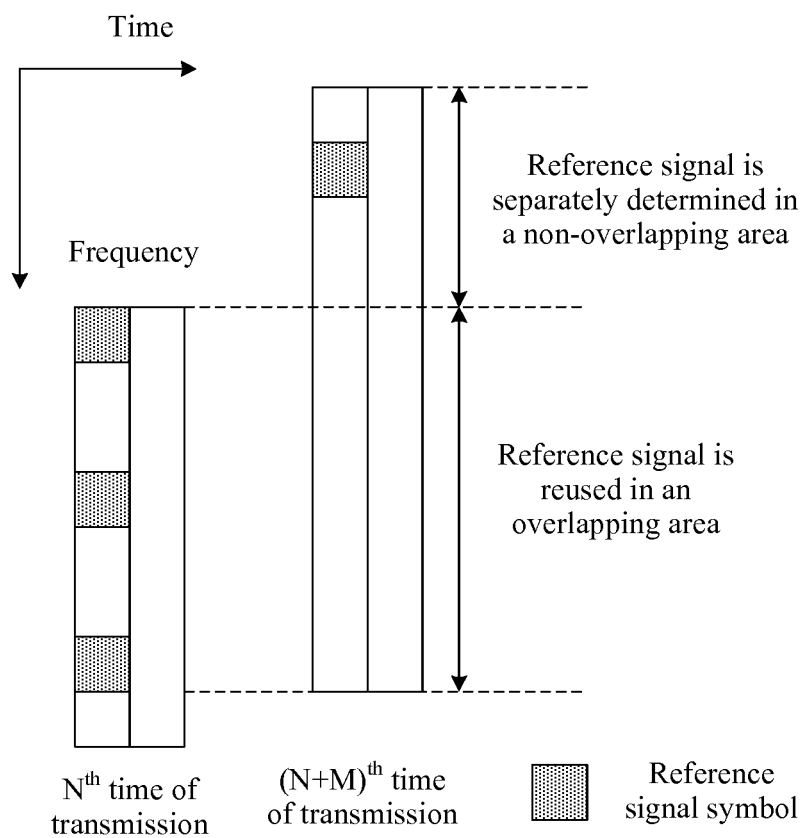 Time
Frequency
Reference signal is
separately determined in
a non-overlapping area
Reference signal is
reused in an
overlapping area
Nth time of
transmission
(N+M)th time
of transmission
Reference
signal symbol